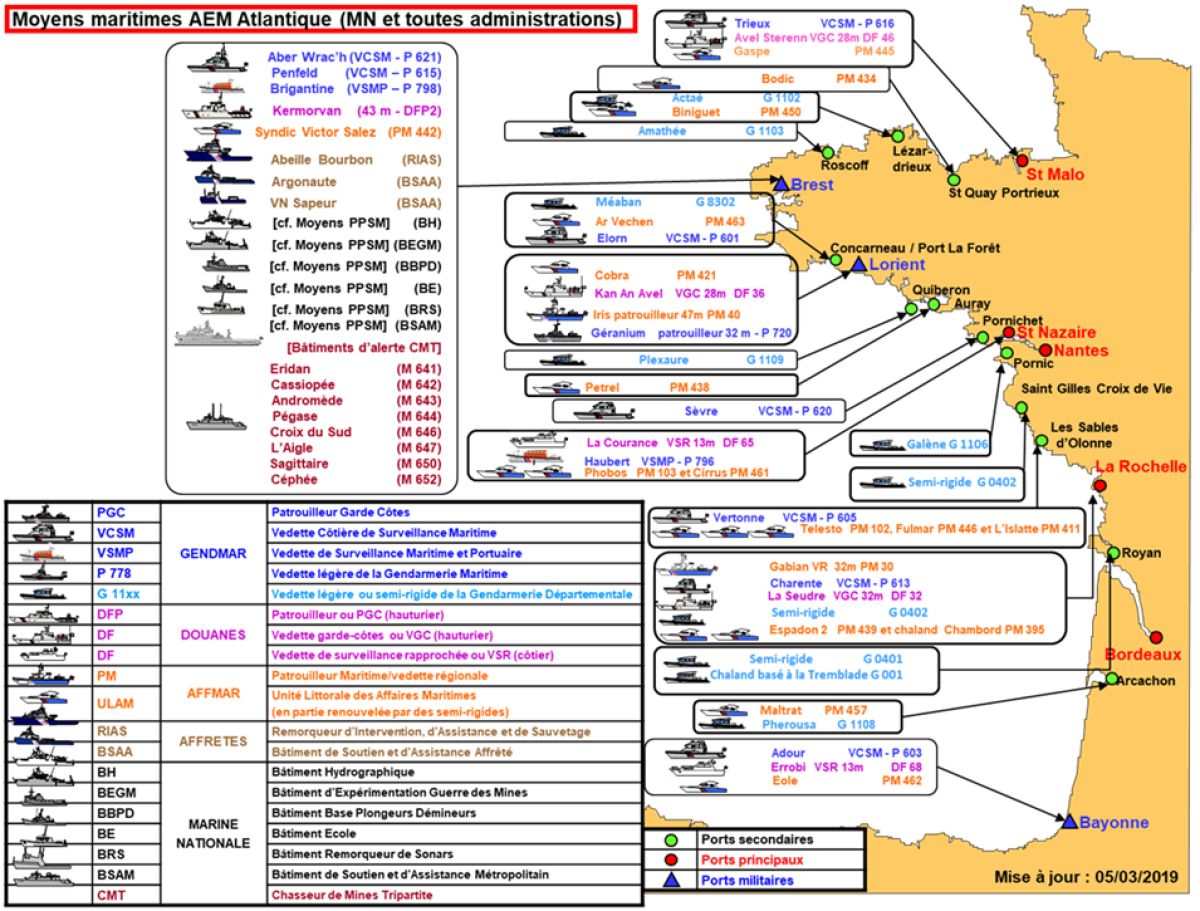 Moyens maritimes AEM Atlantique (MN et toutes administrations)
Aber Wrac'h (VCSM - P 621)
Penfeld (VCSM – P 615)
Brigantine (VSMP – P 798)
Kermorvan (43 m - DFP2)
Syndic Victor Salez (PM 442)
Abeille Bourbon (RIAS)
Argonaute (BSAA)
VN Sapeur (BSAA)
[cf. Moyens PPSM] (BH)
[cf. Moyens PPSM] (BEGM)
[cf. Moyens PPSM] (BBPD)
[cf. Moyens PPSM] (BE)
[cf. Moyens PPSM] (BRS)
[cf. Moyens PPSM] (BSAM)
[Bâtiments d'alerte CMT]
Eridan (M 641)
Cassiopée (M 642)
Andromède (M 643)
Pégase (M 644)
Croix du Sud (M 646)
L'Aigle (M 647)
Sagittaire (M 650)
Céphée (M 652)
Trieux VCSM - P 616
Avel Sterenn VGC 28m DF 46
Gaspe PM 445
Bodic PM 434
Actaé G 1102
Biniguet PM 450
Amathée G 1103
Méaban G 8302
Ar Vechen PM 463
Elorn VCSM - P 601
Cobra PM 421
Kan An Avel VGC 28m DF 36
Iris patrouilleur 47m PM 40
Géranium patrouilleur 32 m - P 720
Plexaure G 1109
Petrel PM 438
Sèvre VCSM - P 620
La Courance VSR 13m DF 65
Haubert VSMP - P 796
Phobos PM 103 et Cirrus PM 461
Galène G 1106
Semi-rigide G 0402
Vertonne VCSM - P 605
Telesto PM 102, Fulmar PM 446 et L'Islatte PM 411
Gabian VR 32m PM 30
Charente VCSM - P 613
La Seudre VGC 32m DF 32
Semi-rigide G 0402
Espadon 2 PM 439 et chaland Chambord PM 395
Semi-rigide G 0401
Chaland basé à la Tremblade G 001
Maltrat PM 457
Pherousa G 1108
Adour VCSM - P 603
Errobi VSR 13m DF 68
Eole PM 462
Roscoff
Lézar-
drieux
St Malo
St Quay Portrieux
Brest
Concarneau / Port La Forêt
Lorient
Quiberon
Auray
Pornichet
St Nazaire
Nantes
Pornic
Saint Gilles Croix de Vie
Les Sables
d'Olonne
La Rochelle
Royan
Bordeaux
Arcachon
Bayonne
PGC Patrouilleur Garde Côtes
VCSM Vedette Côtière de Surveillance Maritime
VSMP GENDMAR Vedette de Surveillance Maritime et Portuaire
P 778 Vedette légère de la Gendarmerie Maritime
G 11xx Vedette légère ou semi-rigide de la Gendarmerie Départementale
DFP Patrouilleur ou PGC (hauturier)
DF DOUANES Vedette garde-côtes ou VGC (hauturier)
DF Vedette de surveillance rapprochée ou VSR (côtier)
PM Patrouilleur Maritime/vedette régionale
ULAM AFFMAR Unité Littorale des Affaires Maritimes
(en partie renouvelée par des semi-rigides)
RIAS AFFRETES Remorqueur d'Intervention, d'Assistance et de Sauvetage
BSAA Bâtiment de Soutien et d'Assistance Affrété
BH Bâtiment Hydrographique
BEGM Bâtiment d'Expérimentation Guerre des Mines
BBPD Bâtiment Base Plongeurs Démineurs
BE MARINE NATIONALE Bâtiment Ecole
BRS Bâtiment Remorqueur de Sonars
BSAM Bâtiment de Soutien et d'Assistance Métropolitain
CMT Chasseur de Mines Tripartite
Ports secondaires
Ports principaux
Ports militaires
Mise à jour : 05/03/2019